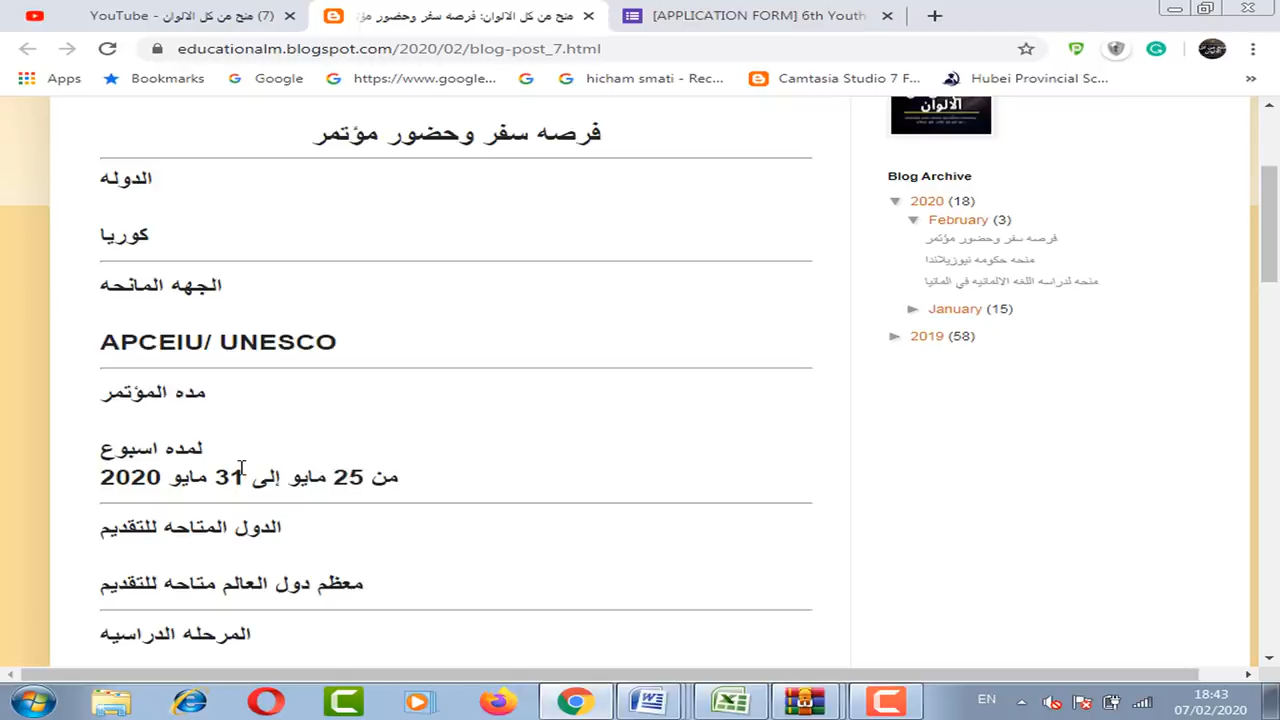 YouTube - منح من كل الالوان (7)
منح من كل الالوان: فرصه سفر وحضور مؤ
[APPLICATION FORM] 6th Youth
educationalm.blogspot.com/2020/02/blog-post_7.html
Apps
Bookmarks
Google
https://www.google...
hicham smati - Rec...
Camtasia Studio 7 F...
Hubei Provincial Sc...
»
الالوان
فرصه سفر وحضور مؤتمر
الدوله
كوريا
الجهه المانحه
APCEIU/ UNESCO
مده المؤتمر
لمده اسبوع
من 25 مايو إلى 31 مايو 2020
الدول المتاحه للتقديم
معظم دول العالم متاحه للتقديم
المرحله الدراسيه
Blog Archive
2020 (18)
February (3)
فرصه سفر وحضور مؤتمر
منحه حكومه نيوزيلاندا
منحه لدراسه اللغه الالمانيه في المانيا
January (15)
2019 (58)
EN
18:43
07/02/2020